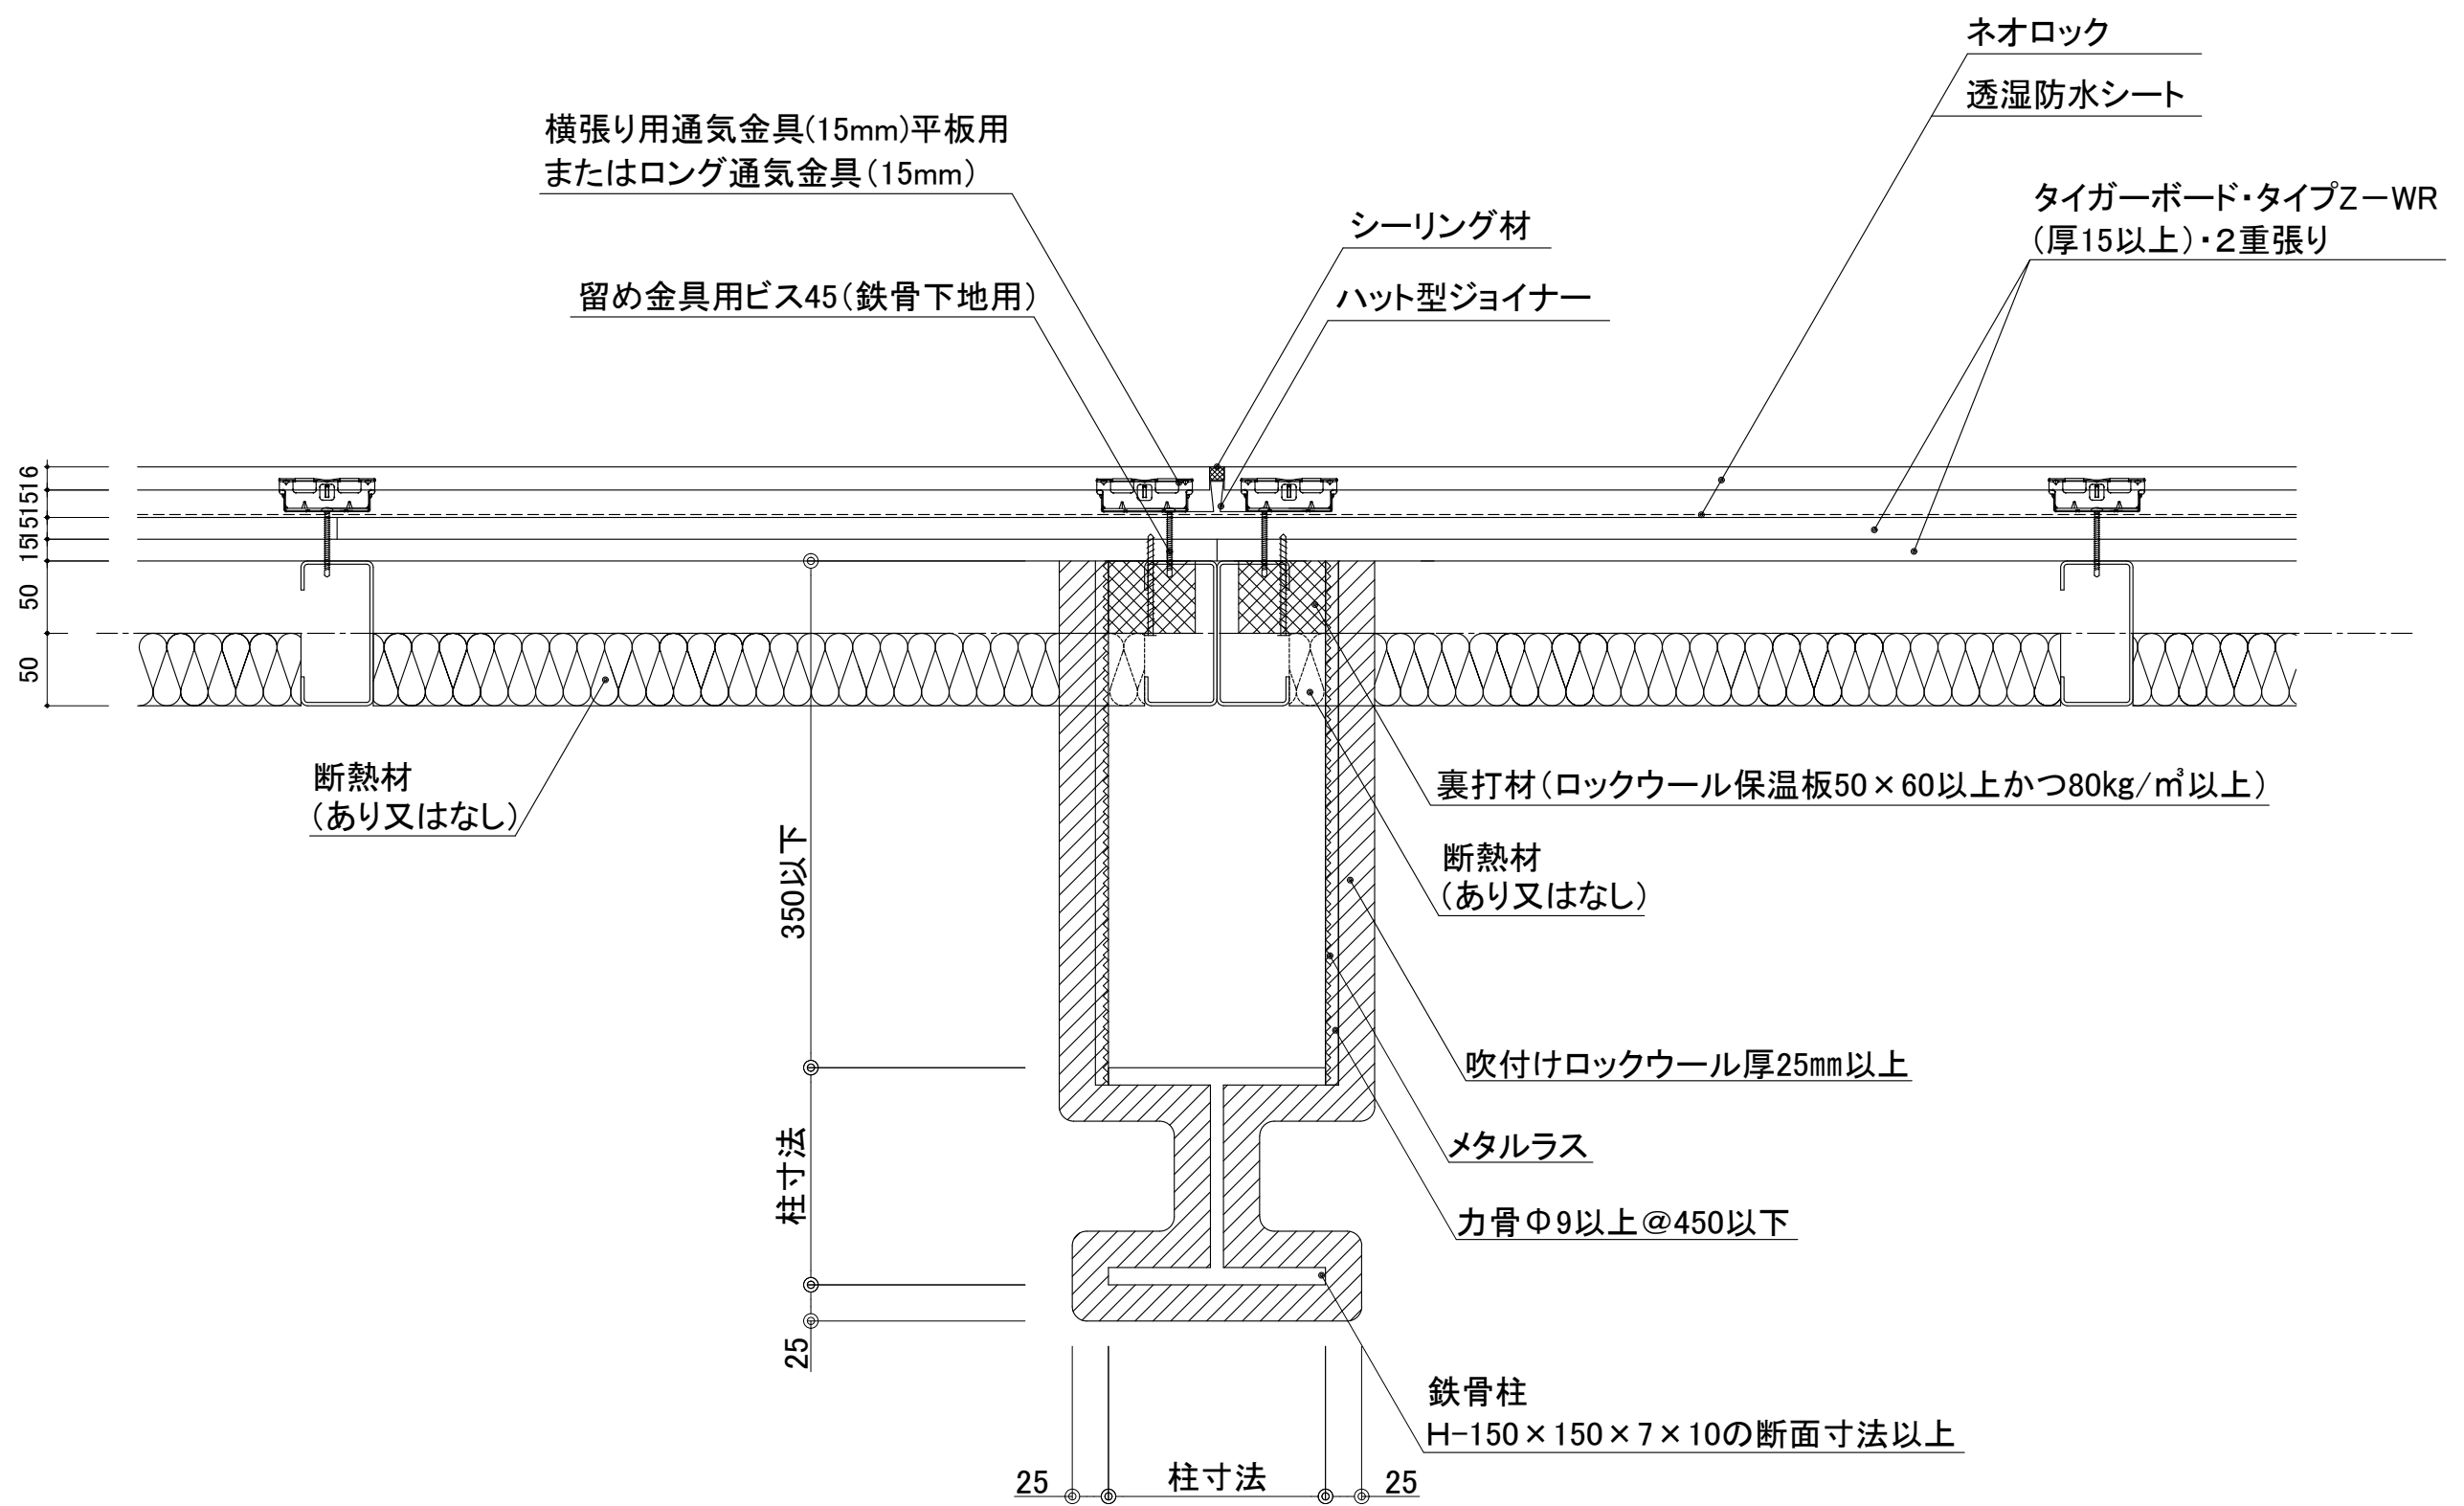 ネオロック
透湿防水シート
横張り用通気金具(15mm)平板用
またはロング通気金具(15mm)
タイガーボード・タイプZ－WR
(厚15以上)・2重張り
シーリング材
留め金具用ビス45(鉄骨下地用)
ハット型ジョイナー
16
15
15
15
50
50
断熱材
(あり又はなし)
裏打材(ロックウール保温板50×60以上かつ80kg/㎥以上)
断熱材
(あり又はなし)
350以下
吹付けロックウール厚25㎜以上
メタルラス
柱寸法
力骨Φ9以上＠450以下
25
鉄骨柱
H-150×150×7×10の断面寸法以上
25
柱寸法
25